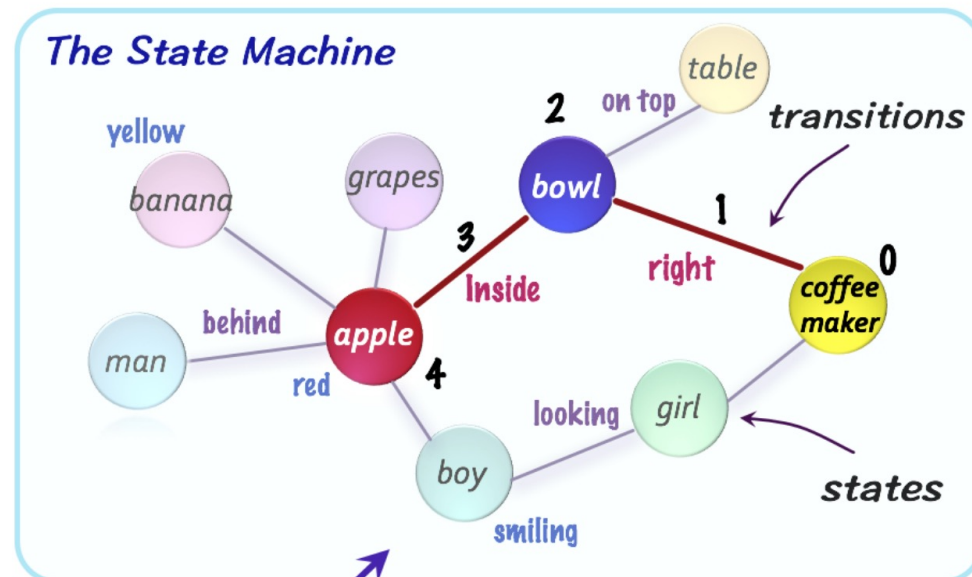 The State Machine
table
2
on top
transitions
yellow
grapes
bowl
banana
1
3
right
0
Inside
coffee
maker
behind
apple
man
4
red
looking
girl
boy
states
smiling